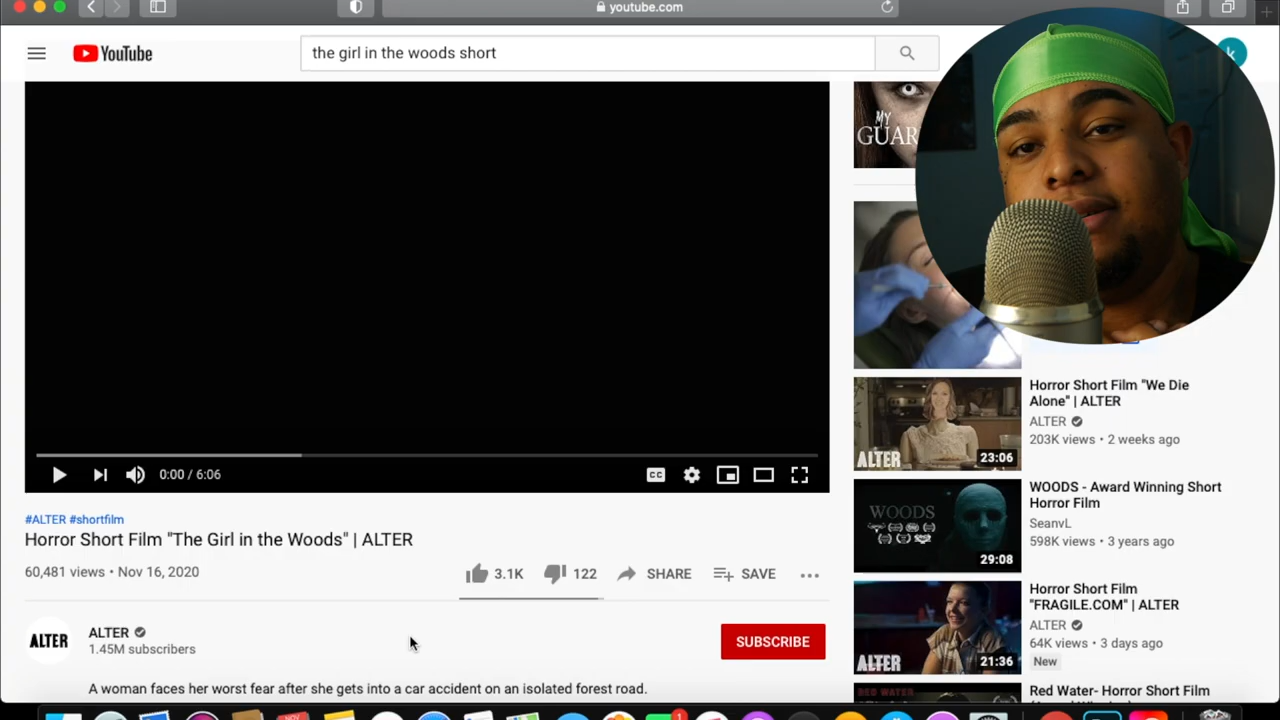 youtube.com
YouTube
the girl in the woods short
k
MY
GUAR
0:00 / 6:06
CC
#ALTER #shortfilm
Horror Short Film "The Girl in the Woods" | ALTER
60,481 views • Nov 16, 2020
3.1K
122
SHARE
SAVE
ALTER
ALTER
1.45M subscribers
SUBSCRIBE
A woman faces her worst fear after she gets into a car accident on an isolated forest road.
ALTER
23:06
Horror Short Film "We Die
Alone" | ALTER
ALTER
203K views • 2 weeks ago
WOODS
29:08
WOODS - Award Winning Short
Horror Film
SeanvL
598K views • 3 years ago
ALTER
21:36
Horror Short Film
"FRAGILE.COM" | ALTER
ALTER
64K views • 3 days ago
New
RED WATER
Red Water- Horror Short Film
NOV
1